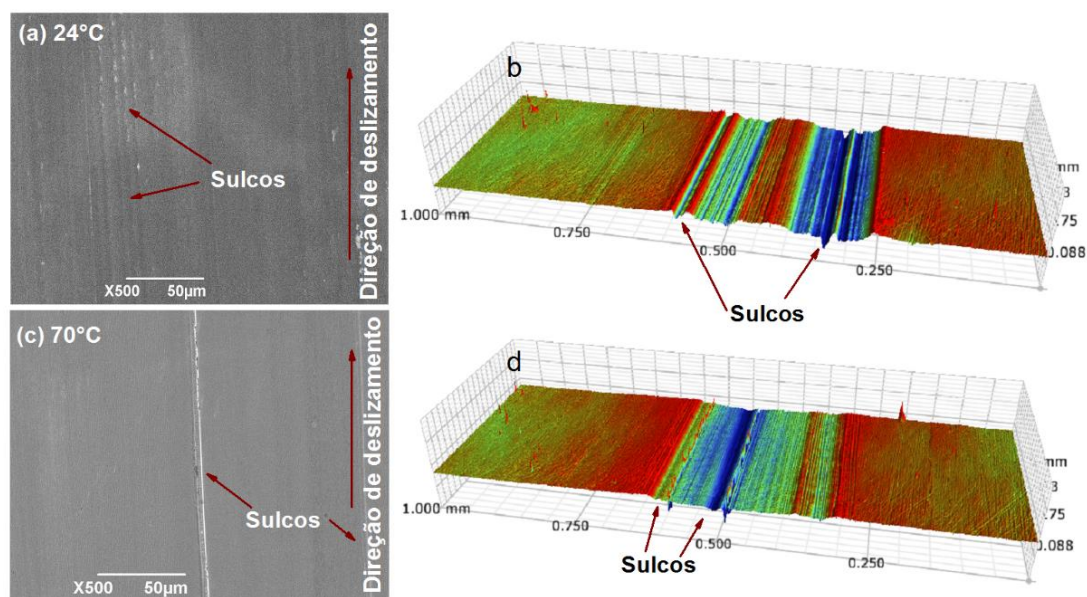 (a) 24°C
Sulcos
Direção de deslizamento
X500 50µm
b
1.000 mm
0.750
0.500
0.250
mm
3
.75
0.088
Sulcos
(c) 70°C
Sulcos
Direção de deslizamento
X500 50µm
d
1.000 mm
0.750
0.500
0.250
mm
3
.75
0.088
Sulcos